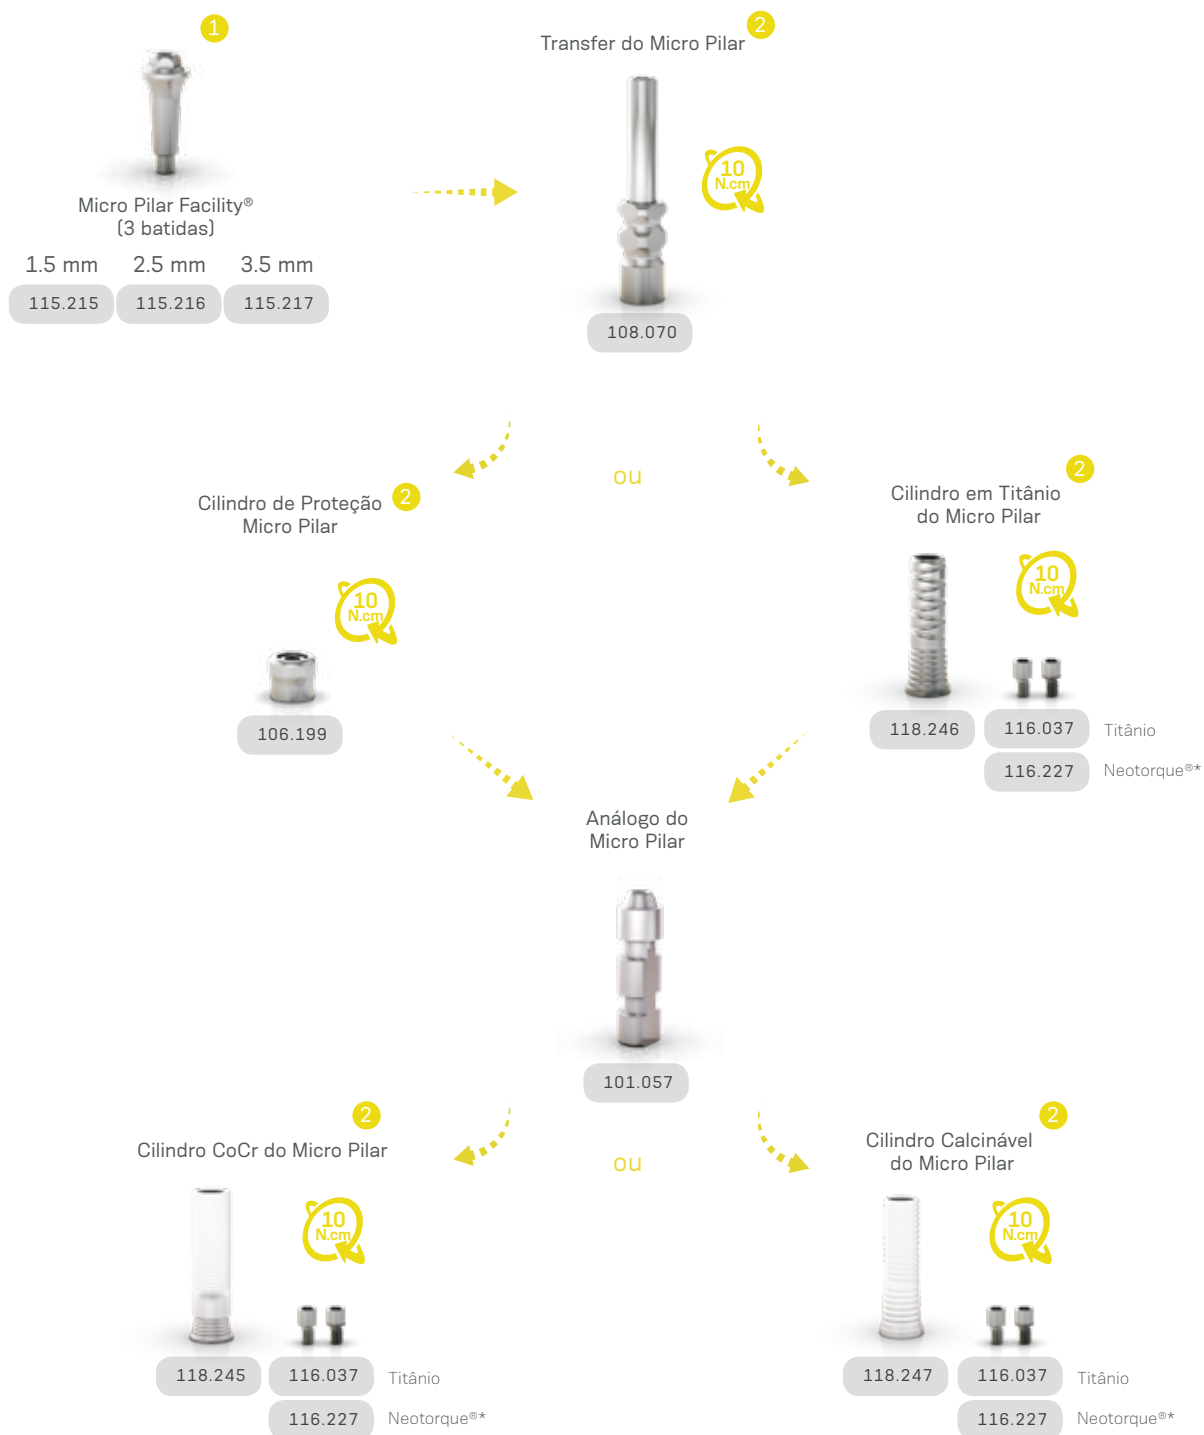 1
Micro Pilar Facility®
(3 batidas)
1.5 mm 2.5 mm 3.5 mm
115.215 115.216 115.217
Transfer do Micro Pilar 2
10
N.cm
108.070
ou
Cilindro de Proteção 2
Micro Pilar
10
N.cm
106.199
2
Cilindro em Titânio
do Micro Pilar
10
N.cm
118.246 116.037 Titânio
116.227 Neotorque®*
Análogo do
Micro Pilar
101.057
ou
2
Cilindro CoCr do Micro Pilar
10
N.cm
118.245 116.037 Titânio
116.227 Neotorque®*
2
Cilindro Calcinável
do Micro Pilar
10
N.cm
118.247 116.037 Titânio
116.227 Neotorque®*